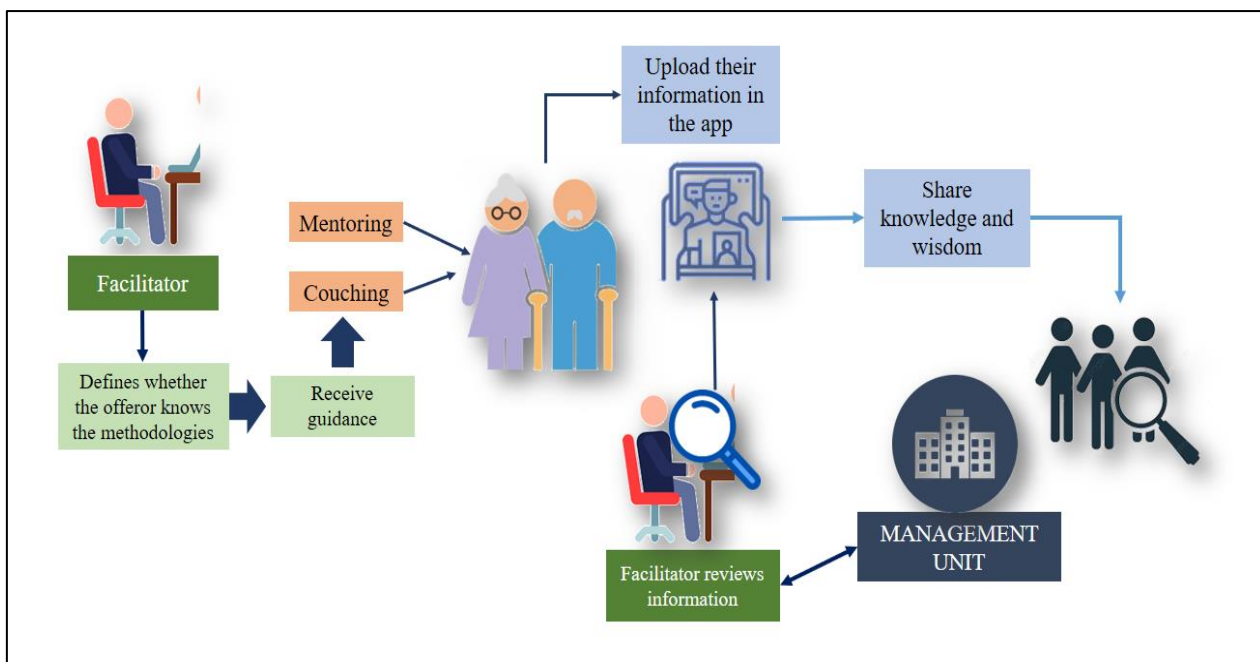 Facilitator
Defines whether
the offeror knows
the methodologies
Receive
guidance
Mentoring
Couching
Upload their
information in
the app
Share
knowledge and
wisdom
Facilitator reviews
information
MANAGEMENT
UNIT